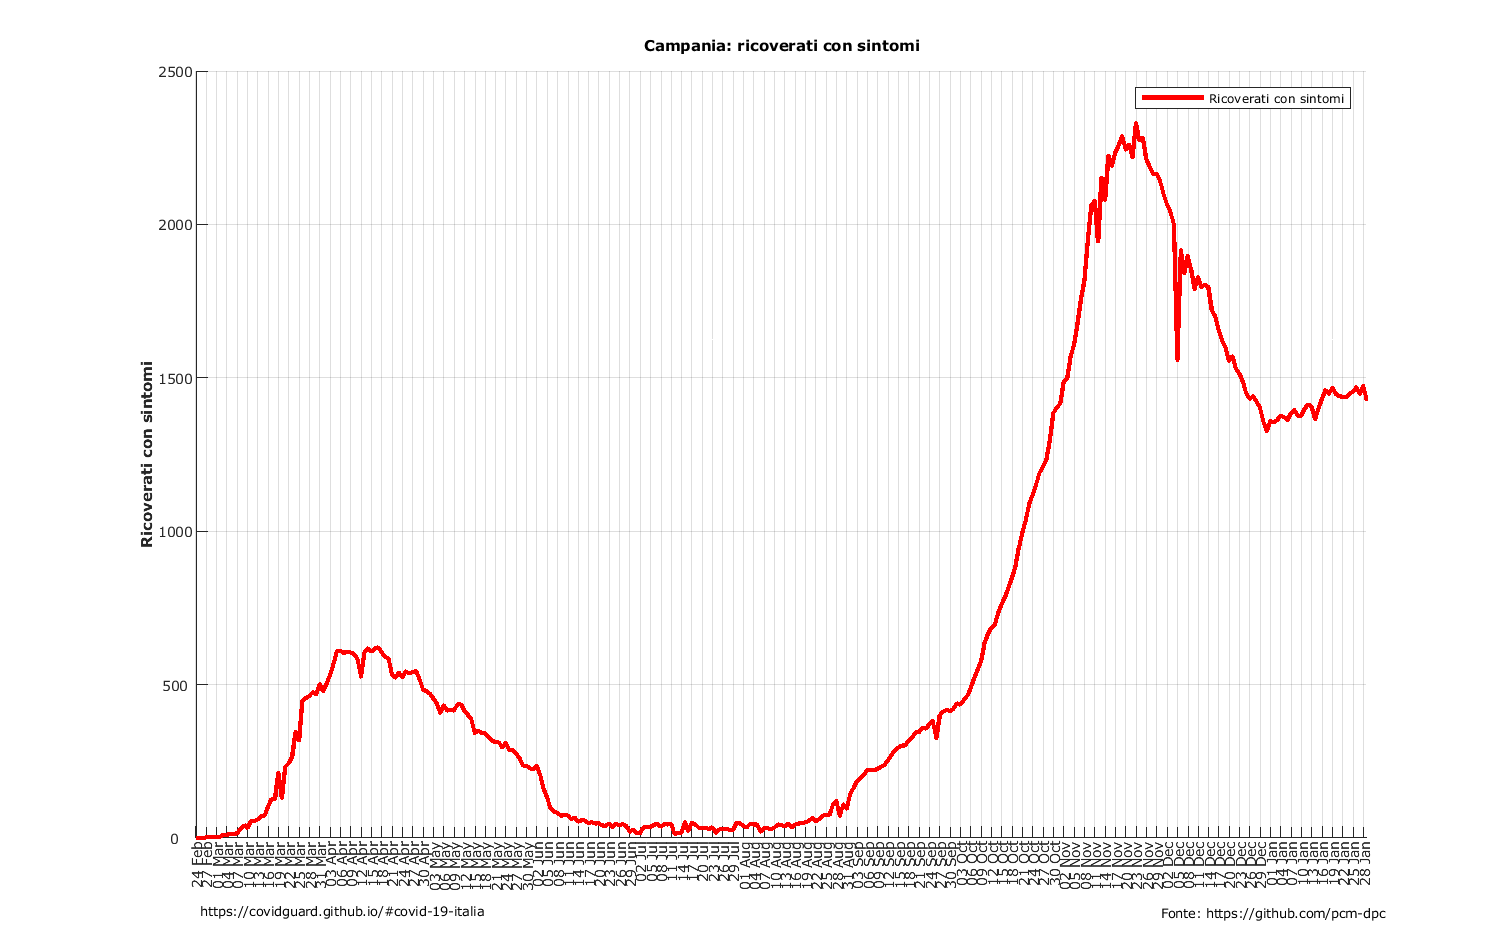 Campania: ricoverati con sintomi
Ricoverati con sintomi
2500
2000
1500
1000
500
0
Ricoverati con sintomi
24 Feb
27 Feb
01 Mar
04 Mar
07 Mar
10 Mar
13 Mar
16 Mar
19 Mar
22 Mar
25 Mar
28 Mar
31 Mar
03 Apr
06 Apr
09 Apr
12 Apr
15 Apr
18 Apr
21 Apr
24 Apr
27 Apr
30 Apr
03 May
06 May
09 May
12 May
15 May
18 May
21 May
24 May
27 May
30 May
02 Jun
05 Jun
08 Jun
11 Jun
14 Jun
17 Jun
20 Jun
23 Jun
26 Jun
29 Jun
02 Jul
05 Jul
08 Jul
11 Jul
14 Jul
17 Jul
20 Jul
23 Jul
26 Jul
29 Jul
01 Aug
04 Aug
07 Aug
10 Aug
13 Aug
16 Aug
19 Aug
22 Aug
25 Aug
28 Aug
31 Aug
03 Sep
06 Sep
09 Sep
12 Sep
15 Sep
18 Sep
21 Sep
24 Sep
27 Sep
30 Sep
03 Oct
06 Oct
09 Oct
12 Oct
15 Oct
18 Oct
21 Oct
24 Oct
27 Oct
30 Oct
02 Nov
05 Nov
08 Nov
11 Nov
14 Nov
17 Nov
20 Nov
23 Nov
26 Nov
29 Nov
02 Dec
05 Dec
08 Dec
11 Dec
14 Dec
17 Dec
20 Dec
23 Dec
26 Dec
29 Dec
01 Jan
04 Jan
07 Jan
10 Jan
13 Jan
16 Jan
19 Jan
22 Jan
25 Jan
28 Jan
https://covidguard.github.io/#covid-19-italia
Fonte: https://github.com/pcm-dpc